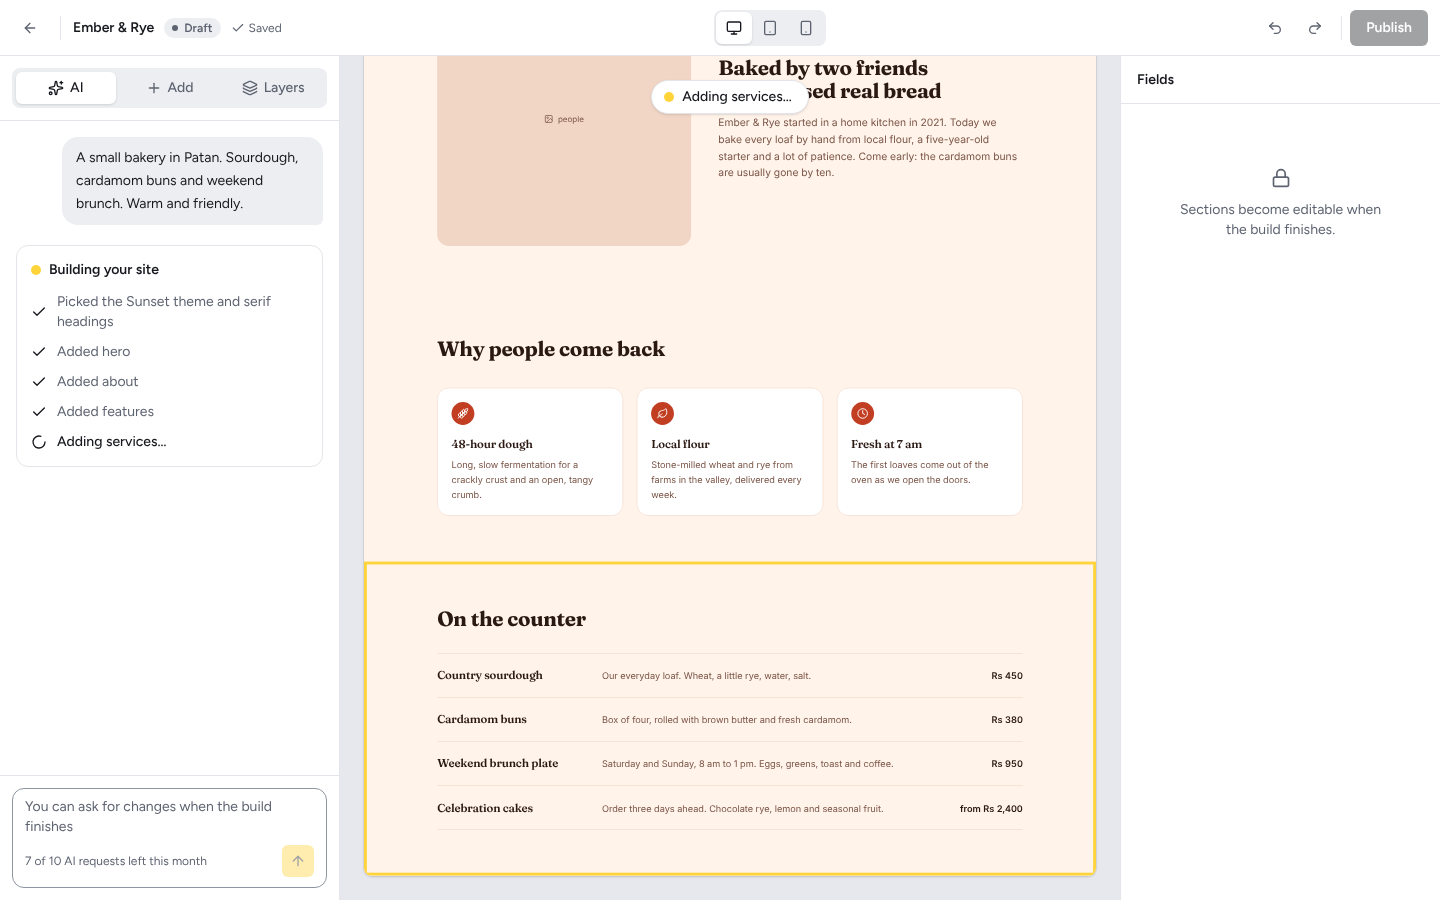 Ember & Rye
Draft
Saved
Publish
AI
Add
Layers
A small bakery in Patan. Sourdough,
cardamom buns and weekend
brunch. Warm and friendly.
Building your site
Picked the Sunset theme and serif
headings
Added hero
Added about
Added features
Adding services...
You can ask for changes when the build
finishes
7 of 10 AI requests left this month
Adding services...
people
Baked by two friends
sed real bread
Ember & Rye started in a home kitchen in 2021. Today we
bake every loaf by hand from local flour, a five-year-old
starter and a lot of patience. Come early: the cardamom buns
are usually gone by ten.
Why people come back
48-hour dough
Long, slow fermentation for a
crackly crust and an open, tangy
crumb.
Local flour
Stone-milled wheat and rye from
farms in the valley, delivered every
week.
Fresh at 7 am
The first loaves come out of the
oven as we open the doors.
On the counter
Country sourdough Our everyday loaf. Wheat, a little rye, water, salt. Rs 450
Cardamom buns Box of four, rolled with brown butter and fresh cardamom. Rs 380
Weekend brunch plate Saturday and Sunday, 8 am to 1 pm. Eggs, greens, toast and coffee. Rs 950
Celebration cakes Order three days ahead. Chocolate rye, lemon and seasonal fruit. from Rs 2,400
Fields
Sections become editable when
the build finishes.